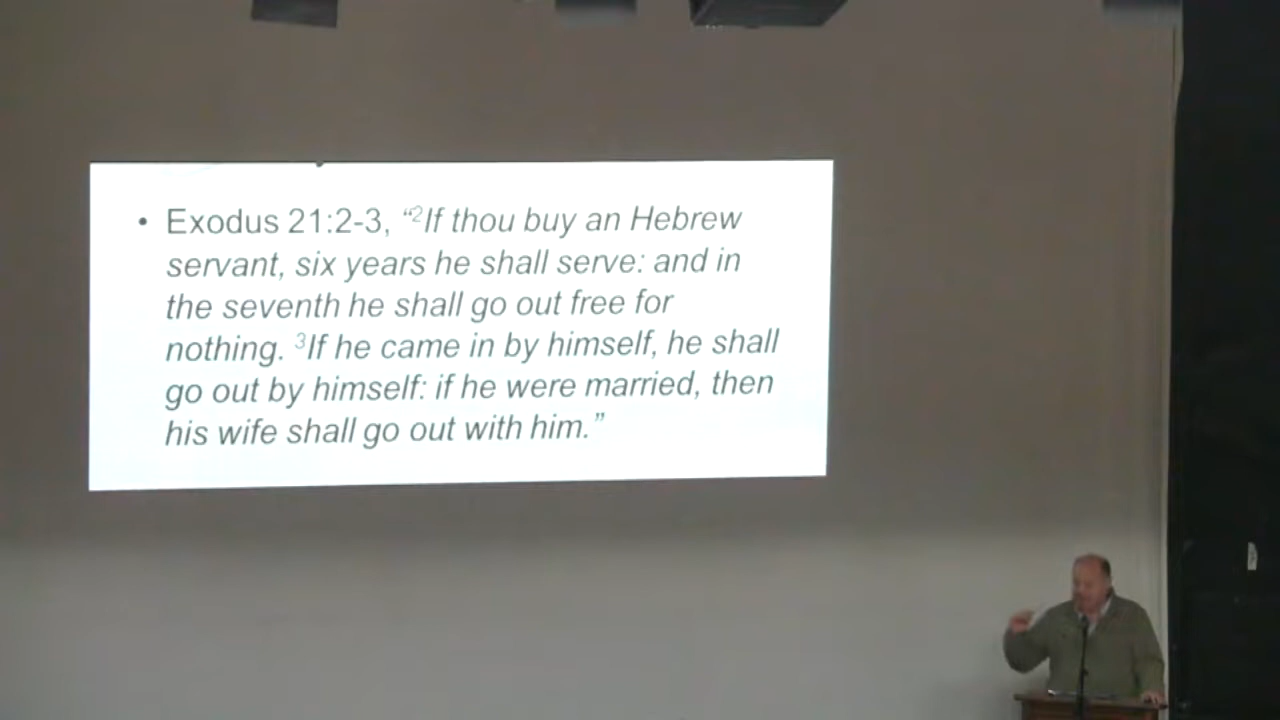 • Exodus 21:2-3, “²If thou buy an Hebrew
servant, six years he shall serve: and in
the seventh he shall go out free for
nothing. ³If he came in by himself, he shall
go out by himself: if he were married, then
his wife shall go out with him.”